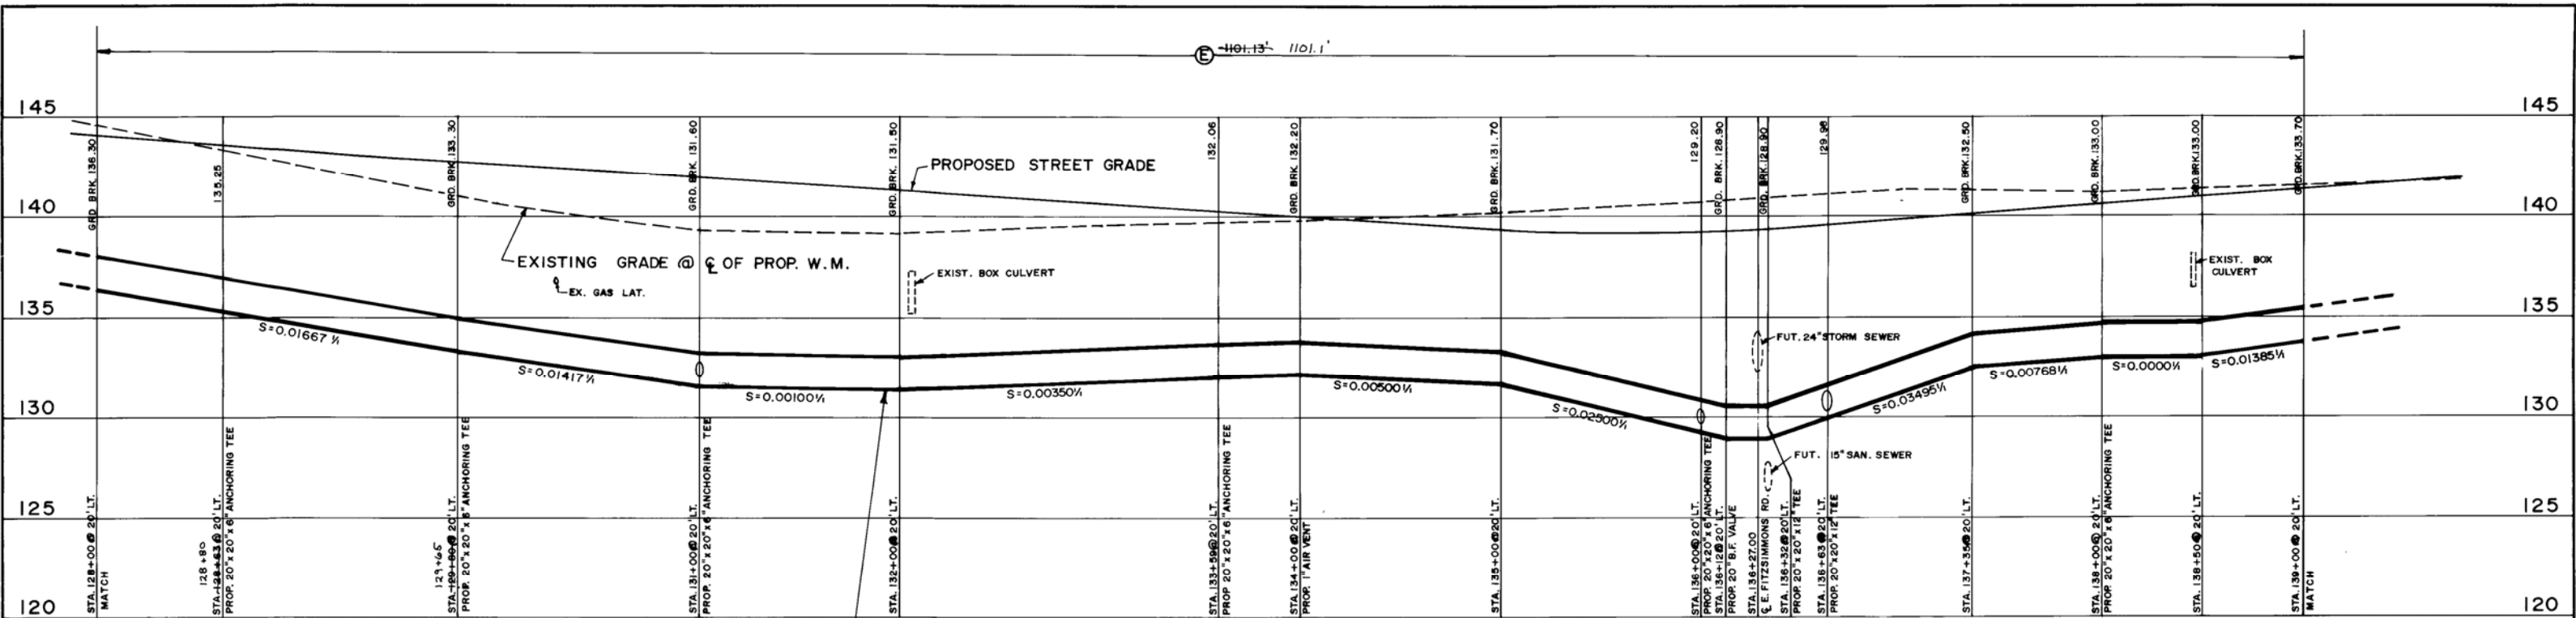 E 1101.13' 1101.1'
145 145
GRD. BRK. 136.30
135.25
GRD. BRK. 133.30
GRD. BRK. 131.60
GRD. BRK. 131.50
132.06
GRD. BRK. 132.20
GRD. BRK. 131.70
129.20
GRD. BRK. 128.90
GRD. BRK. 128.90
129.98
GRD. BRK. 132.50
GRD. BRK. 133.00
GRD. BRK. 133.00
GRD. BRK. 133.70
PROPOSED STREET GRADE
140 140
EXISTING GRADE @ ℄ OF PROP. W.M.
EX. GAS LAT.
EXIST. BOX CULVERT
EXIST. BOX
CULVERT
135 135
S=0.01667 1/1
S=0.01417 1/1
S=0.00100 1/1
S=0.00350 1/1
S=0.00500 1/1
S=0.02500 1/1
S=0.03495 1/1
S=0.00768 1/1
S=0.0000 1/1
S=0.01385 1/1
FUT. 24" STORM SEWER
130 130
FUT. 15" SAN. SEWER
125 125
STA. 128+00 @ 20' LT.
MATCH
128+80
STA. 128+63 @ 20' LT.
PROP. 20"x20"x6" ANCHORING TEE
129+65
STA. 129+80 @ 20' LT.
PROP. 20"x20"x6" ANCHORING TEE
STA. 131+00 @ 20' LT.
PROP. 20"x20"x6" ANCHORING TEE
STA. 132+00 @ 20' LT.
STA. 133+59 @ 20' LT.
PROP 20"x20"x6" ANCHORING TEE
STA. 134+00 @ 20' LT.
PROP. 1" AIR VENT
STA. 135+00 @ 20' LT.
STA. 136+00 @ 20' LT.
PROP. 20"x20"x6" ANCHORING TEE
STA. 136+12 @ 20' LT.
PROP. 20" B.F. VALVE
STA. 136+27.00
℄ E. FITZSIMMONS RD.
STA. 136+32 @ 20' LT.
PROP. 20"x20"x12" TEE
STA. 136+63 @ 20' LT.
PROP. 20"x20"x12" TEE
STA. 137+35 @ 20' LT.
STA. 138+00 @ 20' LT.
PROP. 20"x20"x6" ANCHORING TEE
STA. 138+50 @ 20' LT.
STA. 139+00 @ 20' LT.
MATCH
120 120